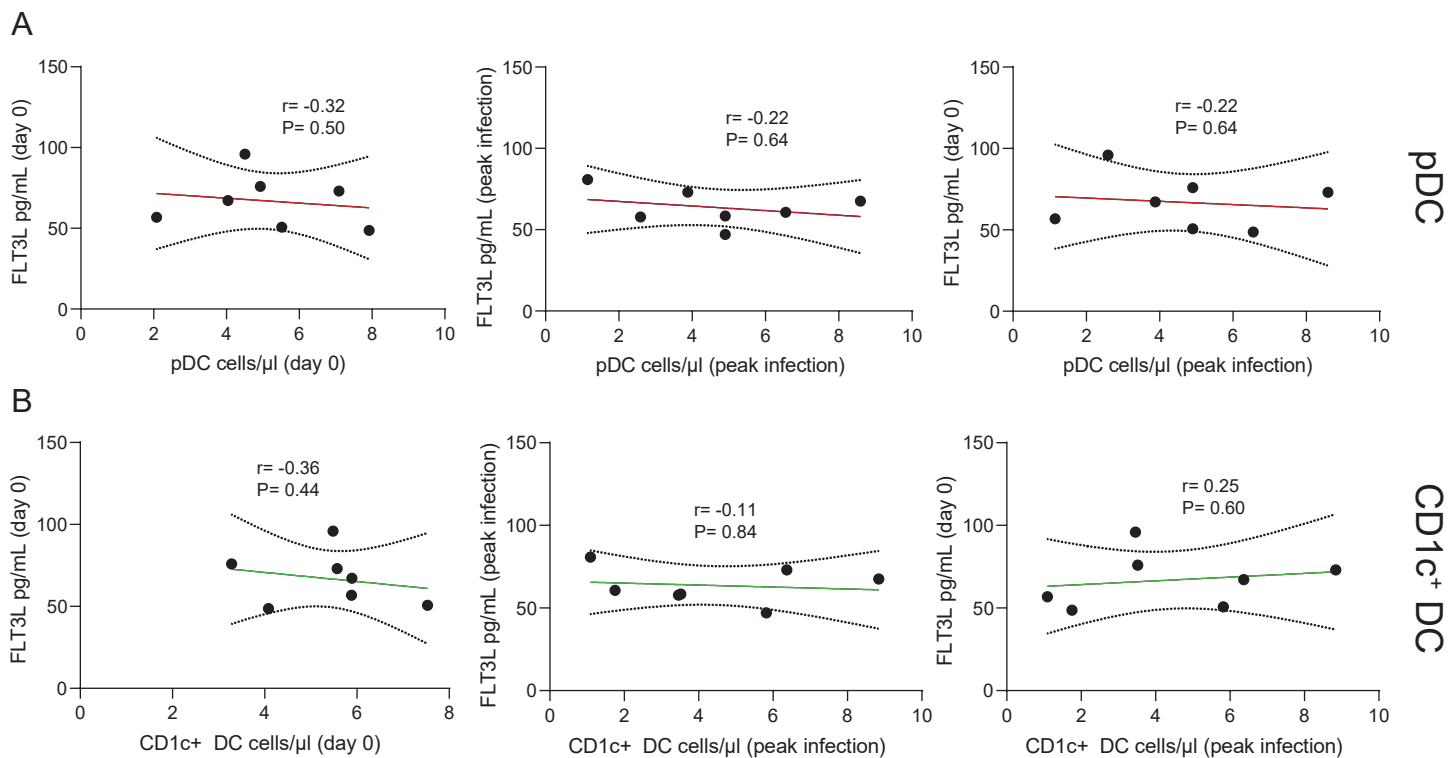 A
150
100
50
0
FLT3L pg/mL (day 0)
r= -0.32
P= 0.50
0 2 4 6 8 10
pDC cells/µl (day 0)
150
100
50
0
FLT3L pg/mL (peak infection)
r= -0.22
P= 0.64
0 2 4 6 8 10
pDC cells/µl (peak infection)
150
100
50
0
FLT3L pg/mL (day 0)
r= -0.22
P= 0.64
0 2 4 6 8 10
pDC cells/µl (peak infection)
pDC
B
150
100
50
0
FLT3L pg/mL (day 0)
r= -0.36
P= 0.44
0 2 4 6 8
CD1c+ DC cells/µl (day 0)
150
100
50
0
FLT3L pg/mL (peak infection)
r= -0.11
P= 0.84
0 2 4 6 8 10
CD1c+ DC cells/µl (peak infection)
150
100
50
0
FLT3L pg/mL (day 0)
r= 0.25
P= 0.60
0 2 4 6 8 10
CD1c+ DC cells/µl (peak infection)
CD1c⁺ DC